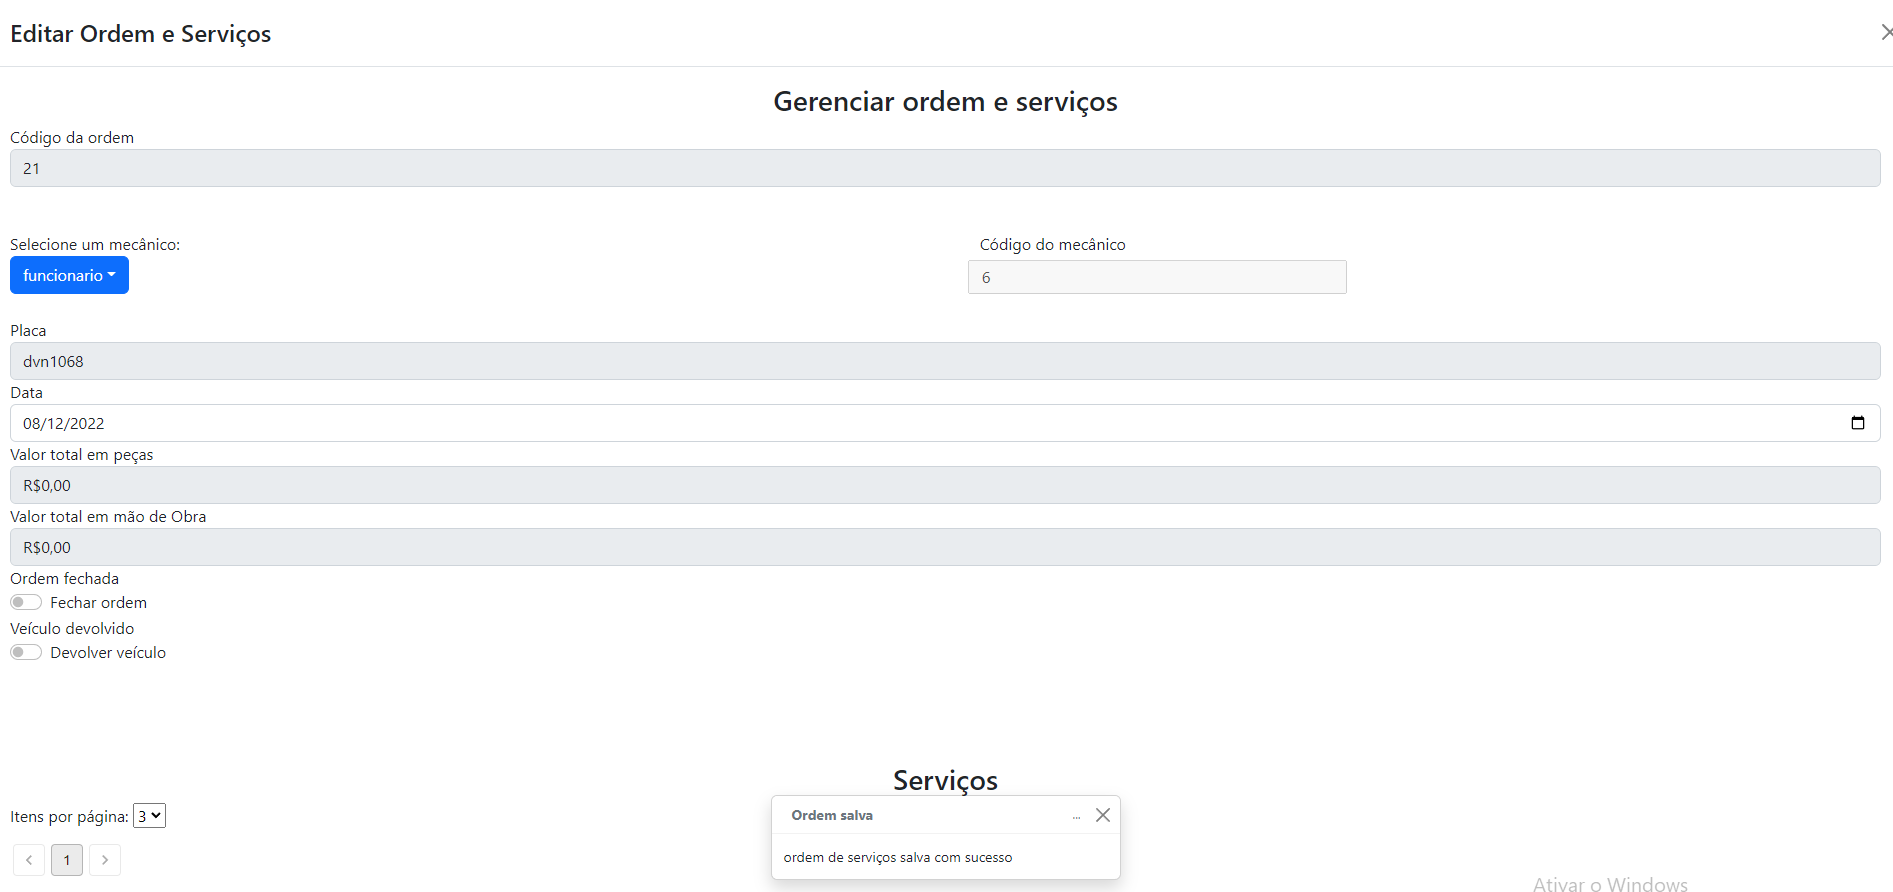 Editar Ordem e Serviços
Gerenciar ordem e serviços
Código da ordem
21
Selecione um mecânico:
Código do mecânico
funcionario
6
Placa
dvn1068
Data
08/12/2022
Valor total em peças
R$0,00
Valor total em mão de Obra
R$0,00
Ordem fechada
Fechar ordem
Veículo devolvido
Devolver veículo
Serviços
Itens por página: 3
1
Ordem salva ...
ordem de serviços salva com sucesso
Ativar o Windows